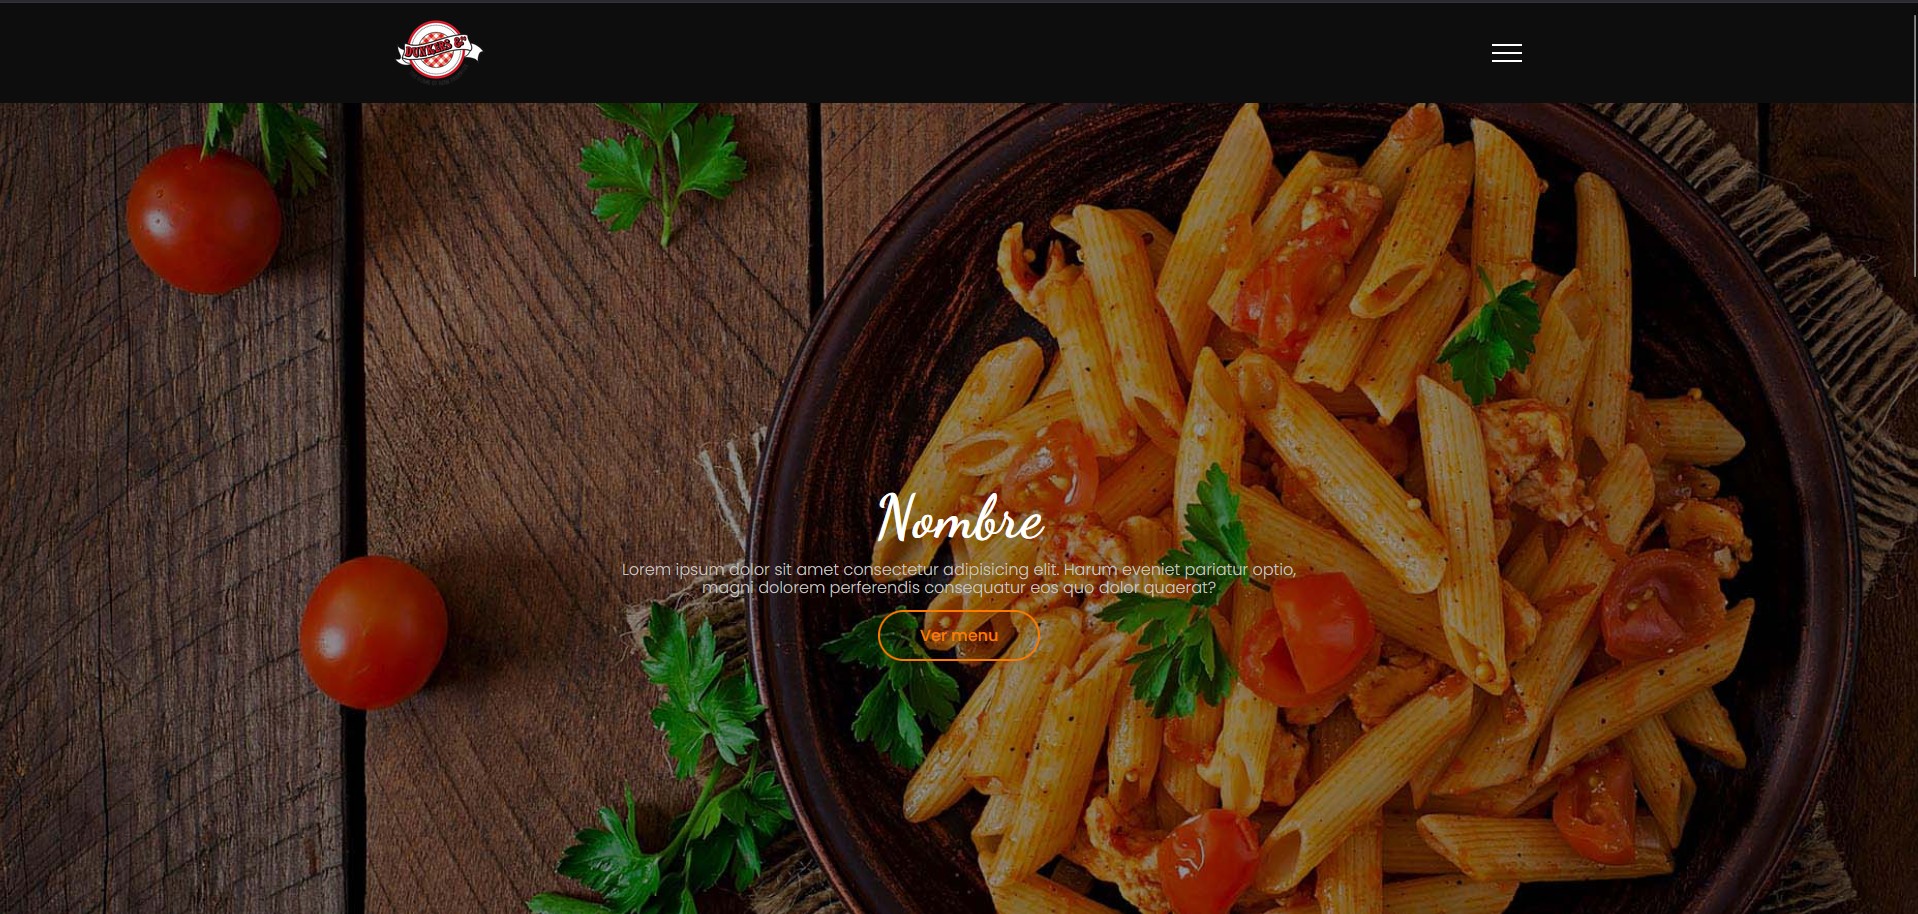 DUNKERS &Co
Nombre
Lorem ipsum dolor sit amet consectetur adipisicing elit. Harum eveniet pariatur optio,
magni dolorem perferendis consequatur eos quo dolor quaerat?
Ver menu